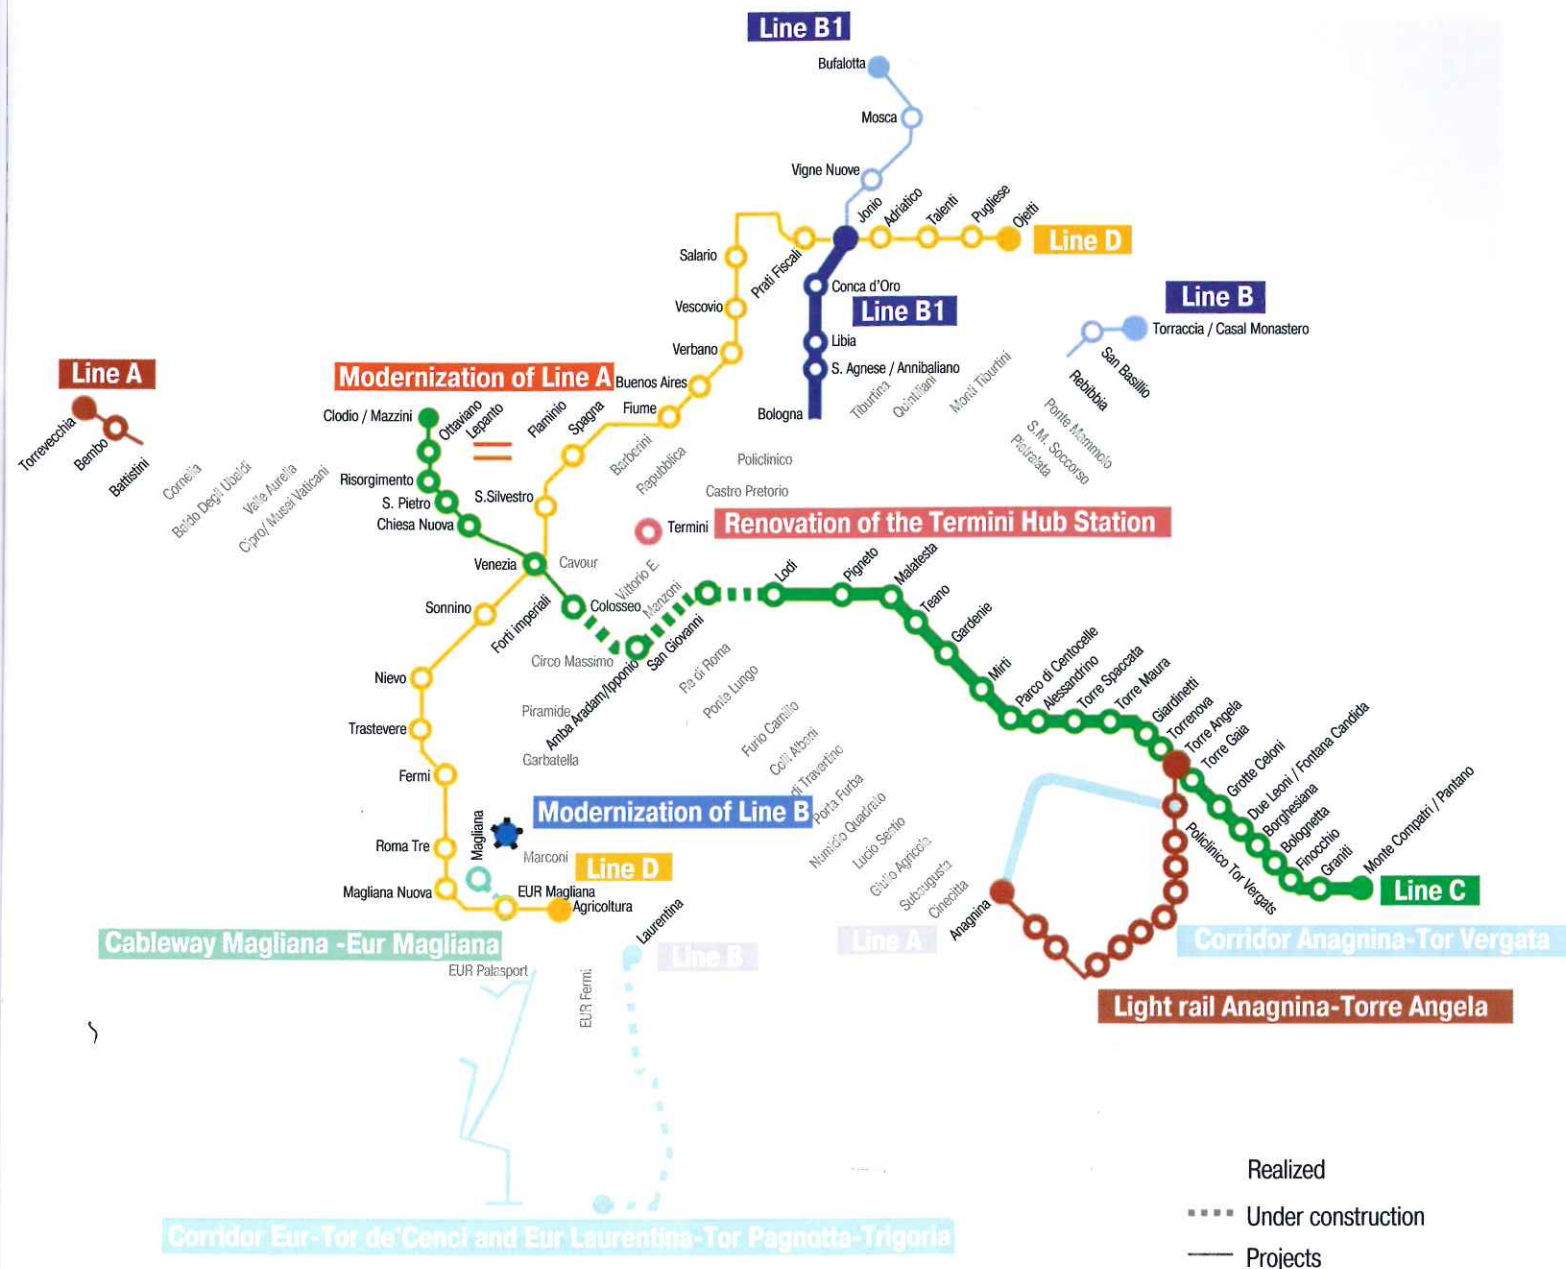 Line B1
Bufalotta
Mosca
Vigne Nuove
Jonio
Adriatico
Talenti
Pugliese
Ojetti
Line D
Salario
Prati Fiscali
Conca d'Oro
Line B1
Line B
Vescovio
Torraccia / Casal Monastero
Libia
Verbano
San Basillio
S. Agnese / Annibaliano
Rebibbia
Line A
Modernization of Line A
Buenos Aires
Tiburtina
Quintiliani
Monti Tiburtini
Clodio / Mazzini
Ottaviano
Lepanto
Flaminio
Spagna
Fiume
Bologna
Ponte Mammolo
S.M. Soccorso
Pietralata
Torrevecchia
Bembo
Battistini
Cornelia
Baldo Degli Ubaldi
Valle Aurelia
Cipro/ Musei Vaticani
Risorgimento
S. Pietro
Chiesa Nuova
S.Silvestro
Barberini
Repubblica
Policlinico
Castro Pretorio
Termini
Renovation of the Termini Hub Station
Venezia
Cavour
Vittorio E.
Manzoni
Lodi
Pigneto
Malatesta
Teano
Gardenie
Mirti
Sonnino
Forti imperiali
Colosseo
San Giovanni
Circo Massimo
Amba Aradam/Ipponio
Re di Roma
Ponte Lungo
Parco di Centocelle
Alessandrino
Torre Spaccata
Torre Maura
Giardinetti
Torrenova
Torre Angela
Torre Gaia
Grotte Celoni
Due Leoni / Fontana Candida
Borghesiana
Bolognetta
Finocchio
Graniti
Monte Compatri / Pantano
Line C
Nievo
Piramide
Trastevere
Garbatella
Furio Camillo
Colli Albani
di Travertino
Porta Furba
Numidio Quadrato
Lucio Sestio
Giulio Agricola
Subaugusta
Cinecitta
Anagnina
Fermi
Modernization of Line B
Roma Tre
Magliana
Marconi
Line D
Policlinico Tor Vergats
Magliana Nuova
EUR Magliana
Agricoltura
Laurentina
Cableway Magliana -Eur Magliana
Line B
Line A
Corridor Anagnina-Tor Vergata
EUR Palasport
EUR Fermi
Light rail Anagnina-Torre Angela
Corridor Eur-Tor de'Cenci and Eur Laurentina-Tor Pagnotta-Trigoria
Realized
Under construction
Projects